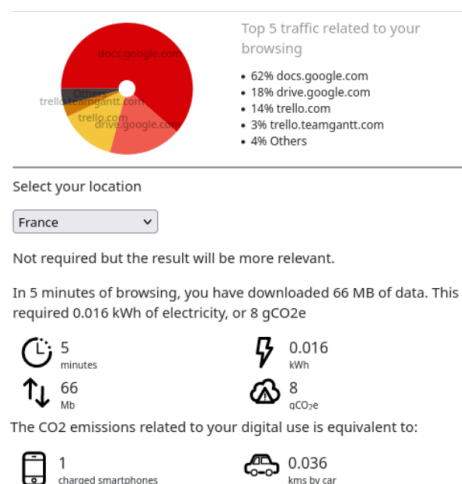 docs.google.com
Others
trello.teamgantt.com
trello.com
drive.google.com
Top 5 traffic related to your
browsing
• 62% docs.google.com
• 18% drive.google.com
• 14% trello.com
• 3% trello.teamgantt.com
• 4% Others
Select your location
France
Not required but the result will be more relevant.
In 5 minutes of browsing, you have downloaded 66 MB of data. This
required 0.016 kWh of electricity, or 8 gCO2e
5
minutes
0.016
kWh
66
Mb
8
gCO₂e
The CO2 emissions related to your digital use is equivalent to:
1
charged smartphones
0.036
kms by car